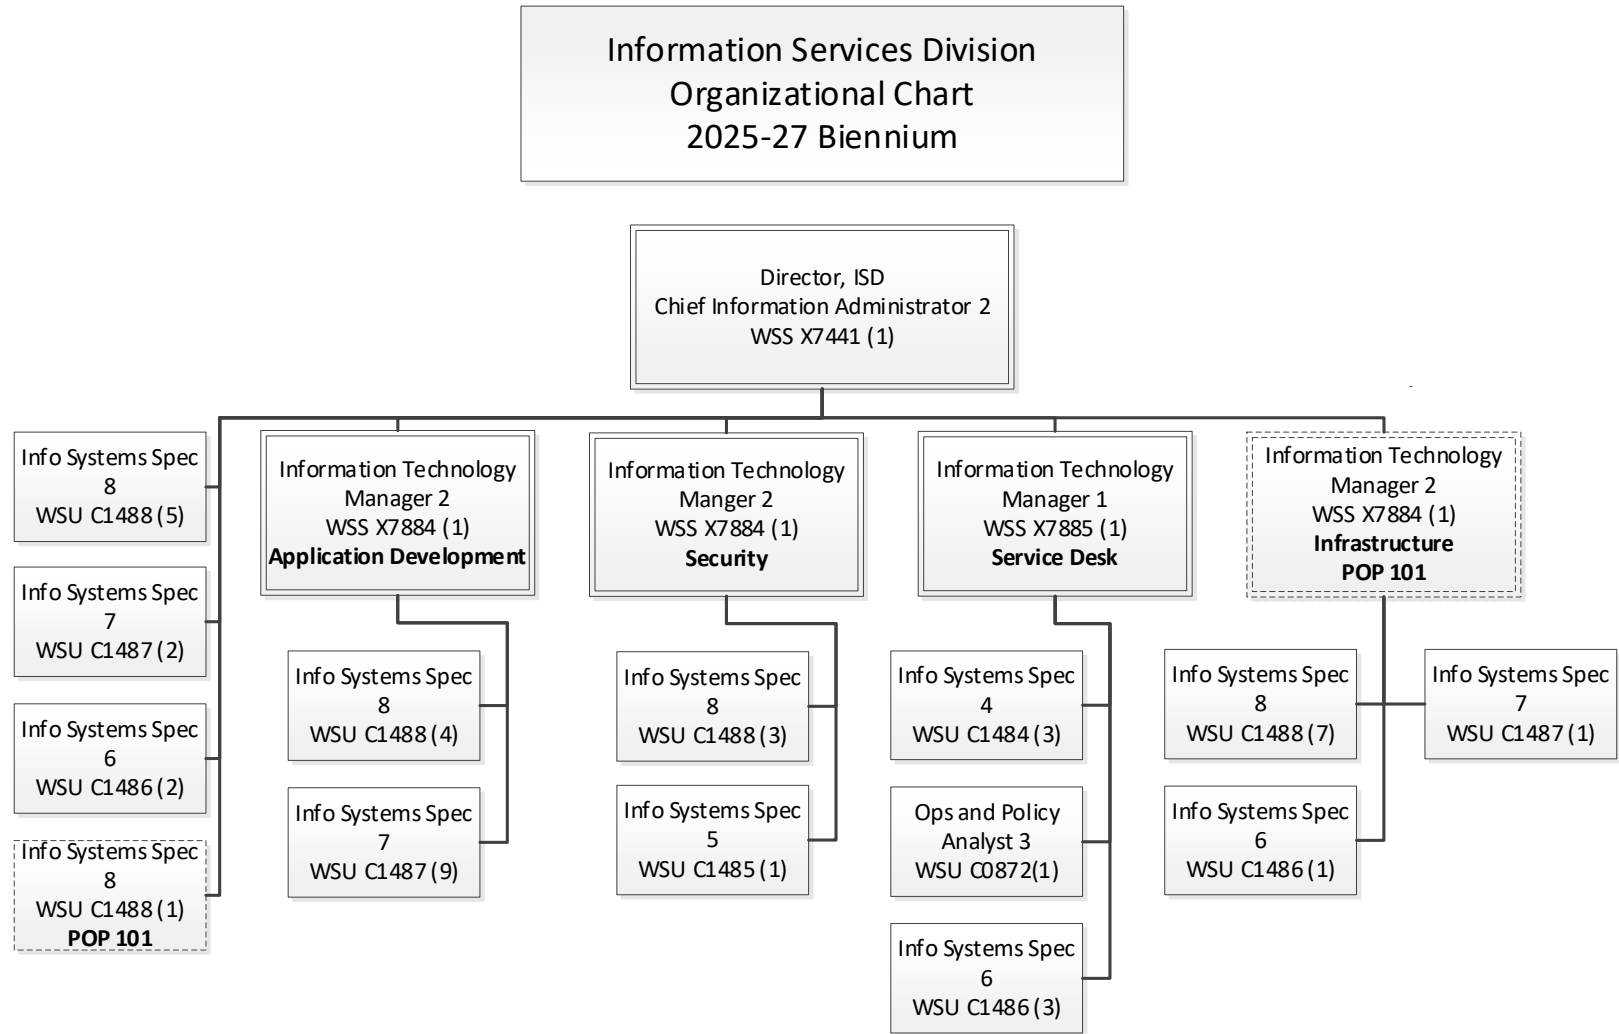 Information Services Division
Organizational Chart
2025-27 Biennium
Director, ISD
Chief Information Administrator 2
WSS X7441 (1)
Info Systems Spec
8
WSU C1488 (5)
Info Systems Spec
7
WSU C1487 (2)
Info Systems Spec
6
WSU C1486 (2)
Info Systems Spec
8
WSU C1488 (1)
POP 101
Information Technology
Manager 2
WSS X7884 (1)
Application Development
Info Systems Spec
8
WSU C1488 (4)
Info Systems Spec
7
WSU C1487 (9)
Information Technology
Manger 2
WSS X7884 (1)
Security
Info Systems Spec
8
WSU C1488 (3)
Info Systems Spec
5
WSU C1485 (1)
Information Technology
Manager 1
WSS X7885 (1)
Service Desk
Info Systems Spec
4
WSU C1484 (3)
Ops and Policy
Analyst 3
WSU C0872(1)
Info Systems Spec
6
WSU C1486 (3)
Information Technology
Manager 2
WSS X7884 (1)
Infrastructure
POP 101
Info Systems Spec
8
WSU C1488 (7)
Info Systems Spec
7
WSU C1487 (1)
Info Systems Spec
6
WSU C1486 (1)